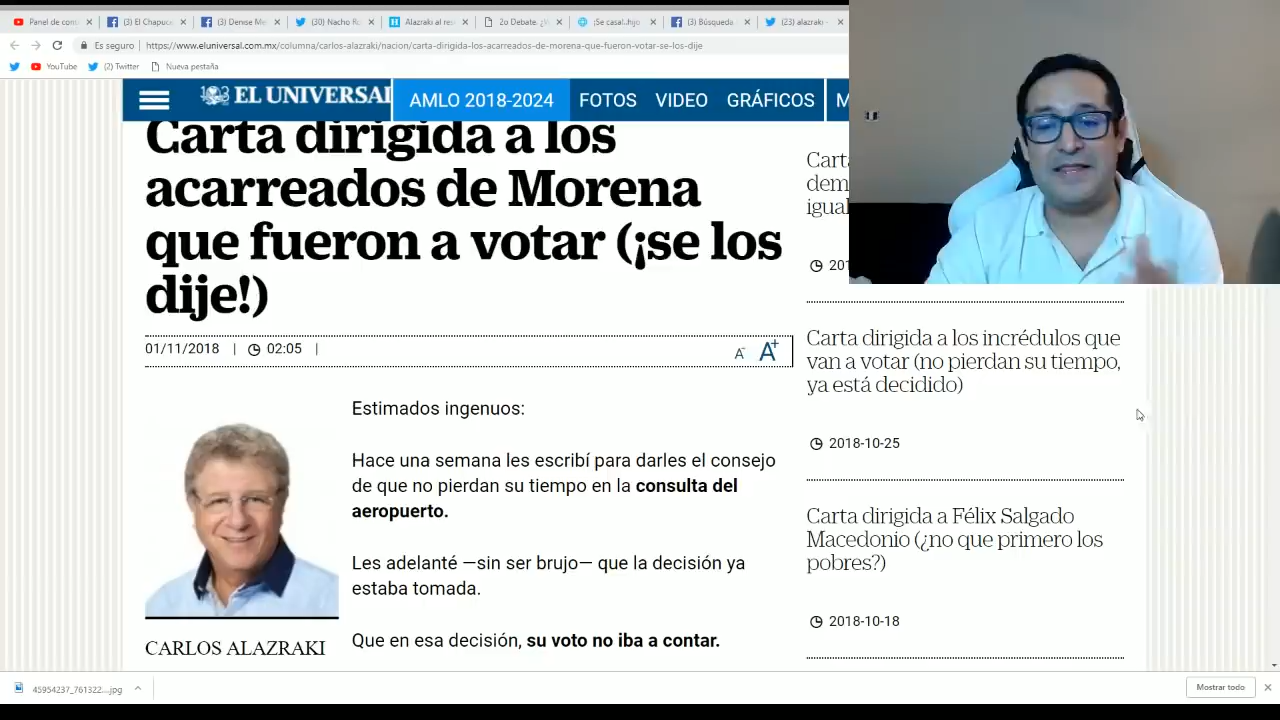 Panel de con
(3) El Chapuce
(3) Denise Me
(30) Nacho Ro
Alazraki al res
2o Debate. ¿V
¡Se casa!..hijo
(3) Búsqueda
(23) alazraki
Es seguro | https://www.eluniversal.com.mx/columna/carlos-alazraki/nacion/carta-dirigida-los-acarreados-de-morena-que-fueron-votar-se-los-dije
YouTube (2) Twitter Nueva pestaña
EL UNIVERSAL AMLO 2018-2024 FOTOS VIDEO GRÁFICOS M
Carta dirigida a los
acarreados de Morena
que fueron a votar (¡se los
dije!)
01/11/2018 | 02:05 |
A- A+
Estimados ingenuos:
Hace una semana les escribí para darles el consejo
de que no pierdan su tiempo en la consulta del
aeropuerto.
Les adelanté —sin ser brujo— que la decisión ya
estaba tomada.
Que en esa decisión, su voto no iba a contar.
CARLOS ALAZRAKI
Carta
dem
igual
201
Carta dirigida a los incrédulos que
van a votar (no pierdan su tiempo,
ya está decidido)
2018-10-25
Carta dirigida a Félix Salgado
Macedonio (¿no que primero los
pobres?)
2018-10-18
45954237_761322....jpg
Mostrar todo